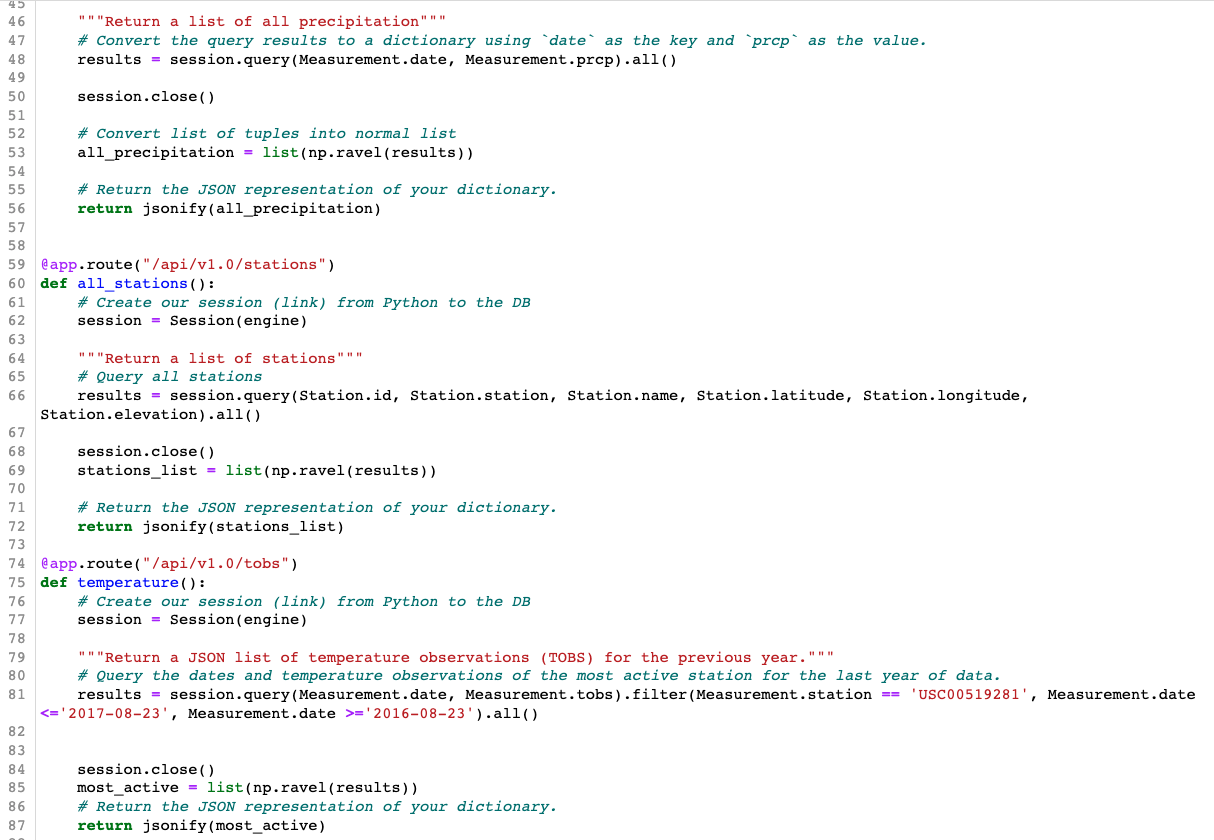 45
46     """Return a list of all precipitation"""
47     # Convert the query results to a dictionary using `date` as the key and `prcp` as the value.
48     results = session.query(Measurement.date, Measurement.prcp).all()
49
50     session.close()
51
52     # Convert list of tuples into normal list
53     all_precipitation = list(np.ravel(results))
54
55     # Return the JSON representation of your dictionary.
56     return jsonify(all_precipitation)
57
58
59 @app.route("/api/v1.0/stations")
60 def all_stations():
61     # Create our session (link) from Python to the DB
62     session = Session(engine)
63
64     """Return a list of stations"""
65     # Query all stations
66     results = session.query(Station.id, Station.station, Station.name, Station.latitude, Station.longitude,
Station.elevation).all()
67
68     session.close()
69     stations_list = list(np.ravel(results))
70
71     # Return the JSON representation of your dictionary.
72     return jsonify(stations_list)
73
74 @app.route("/api/v1.0/tobs")
75 def temperature():
76     # Create our session (link) from Python to the DB
77     session = Session(engine)
78
79     """Return a JSON list of temperature observations (TOBS) for the previous year."""
80     # Query the dates and temperature observations of the most active station for the last year of data.
81     results = session.query(Measurement.date, Measurement.tobs).filter(Measurement.station == 'USC00519281', Measurement.date
<='2017-08-23', Measurement.date >='2016-08-23').all()
82
83
84     session.close()
85     most_active = list(np.ravel(results))
86     # Return the JSON representation of your dictionary.
87     return jsonify(most_active)